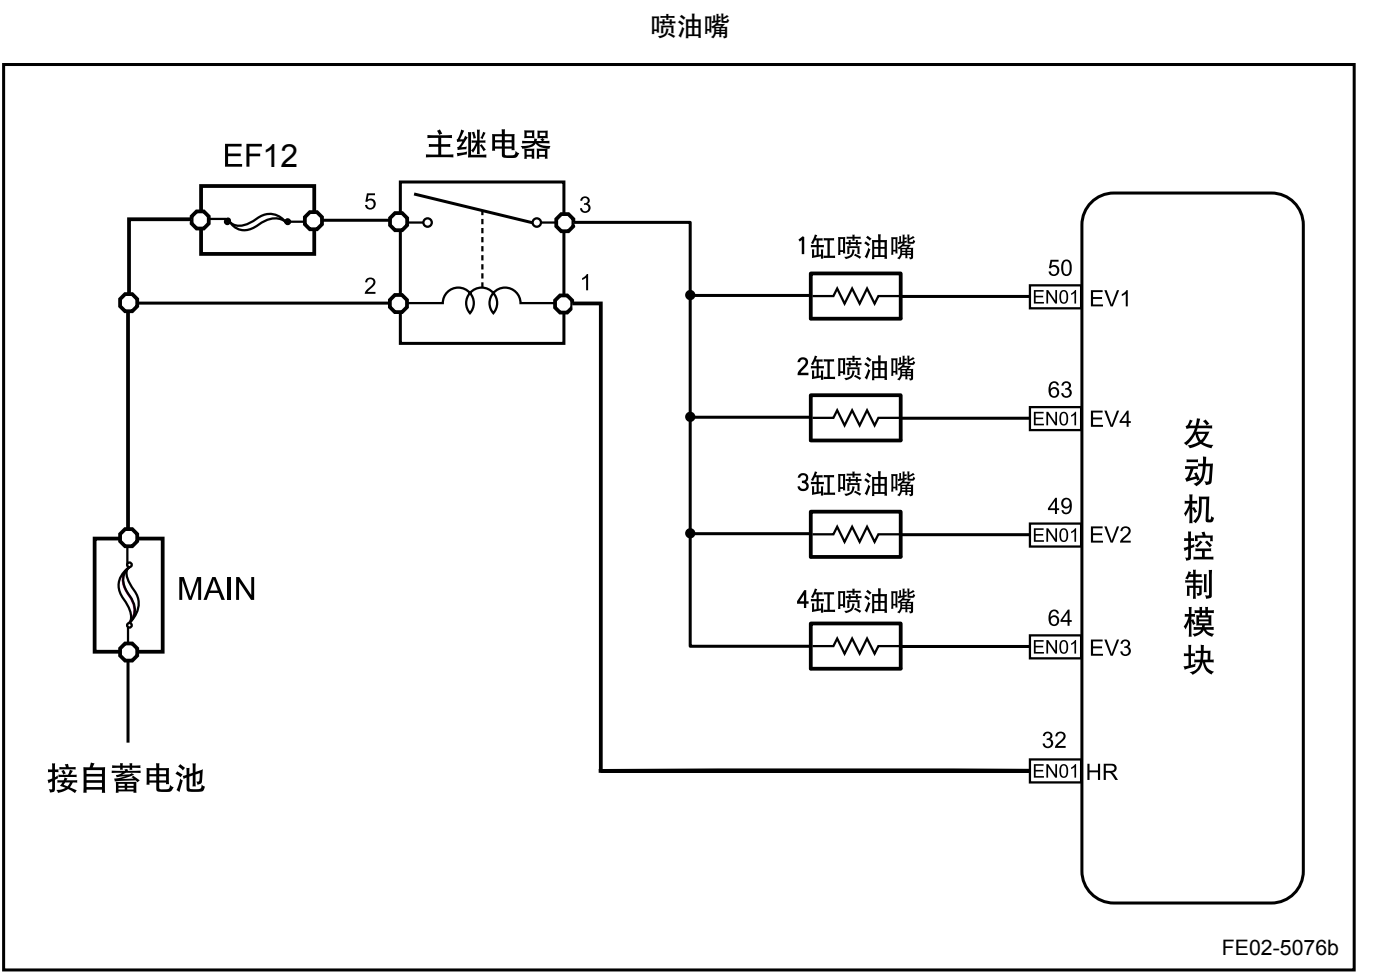 喷油嘴
EF12
主继电器
5
3
2
1
1缸喷油嘴
50
EN01
EV1
2缸喷油嘴
63
EN01
EV4
3缸喷油嘴
49
EN01
EV2
4缸喷油嘴
64
EN01
EV3
发动机控制模块
MAIN
32
EN01
HR
接自蓄电池
FE02-5076b